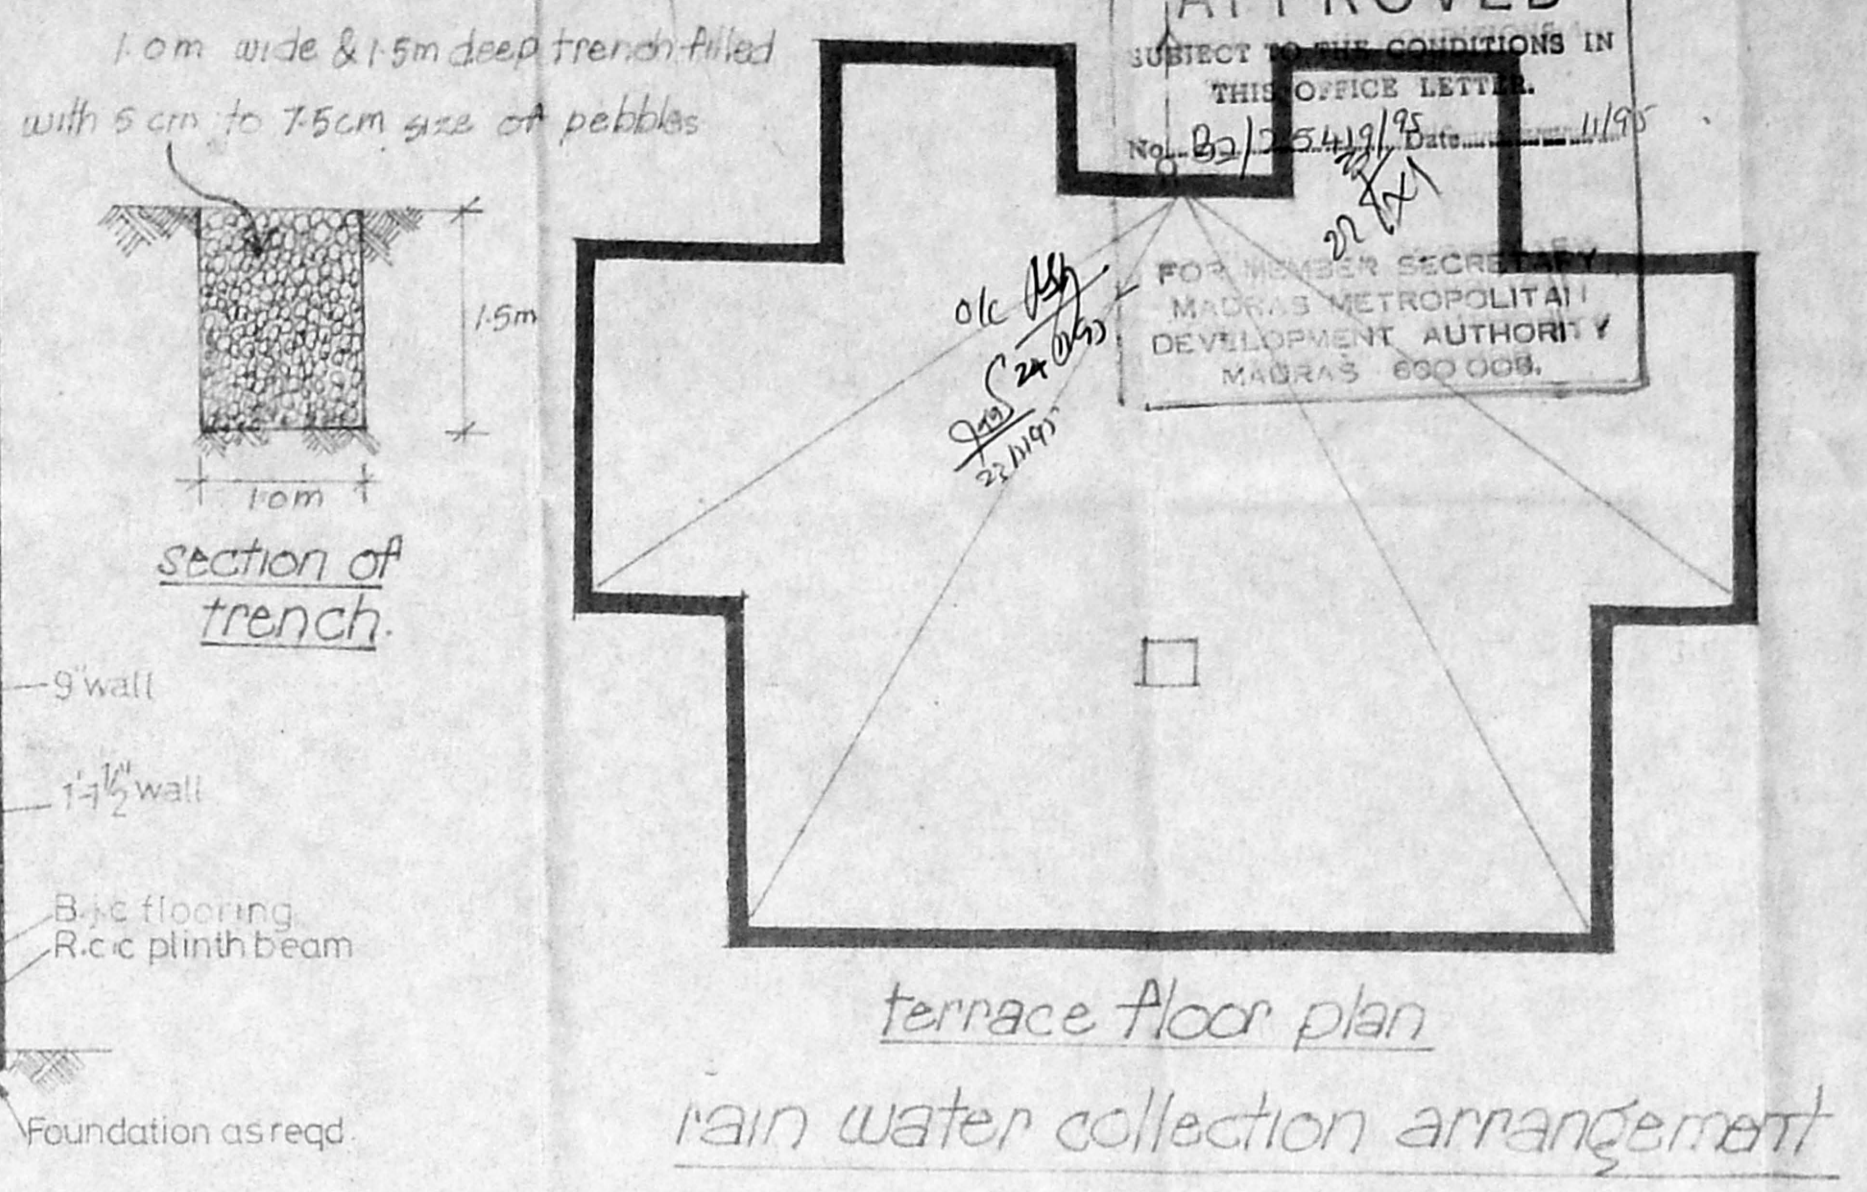 1.0m wide & 1.5m deep trench filled
with 5 cm to 7.5cm size of pebbles
1.5m
1.0m
section of
trench.
9" wall
1'-1½" wall
B.j.c flooring
R.c.c plinth beam
Foundation as reqd.
APPROVED
SUBJECT TO THE CONDITIONS IN
THIS OFFICE LETTER.
No. B2/25419/95 Date 11/95
FOR MEMBER SECRETARY
MADRAS METROPOLITAN
DEVELOPMENT AUTHORITY
MADRAS 600 008.
o/c
terrace floor plan
rain water collection arrangement